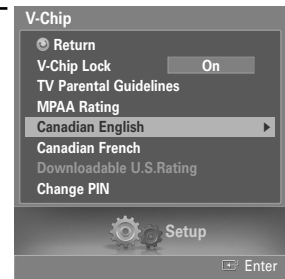 V-Chip
Return
V-Chip Lock On
TV Parental Guidelines
MPAA Rating
Canadian English
Canadian French
Downloadable U.S.Rating
Change PIN
Setup
Enter